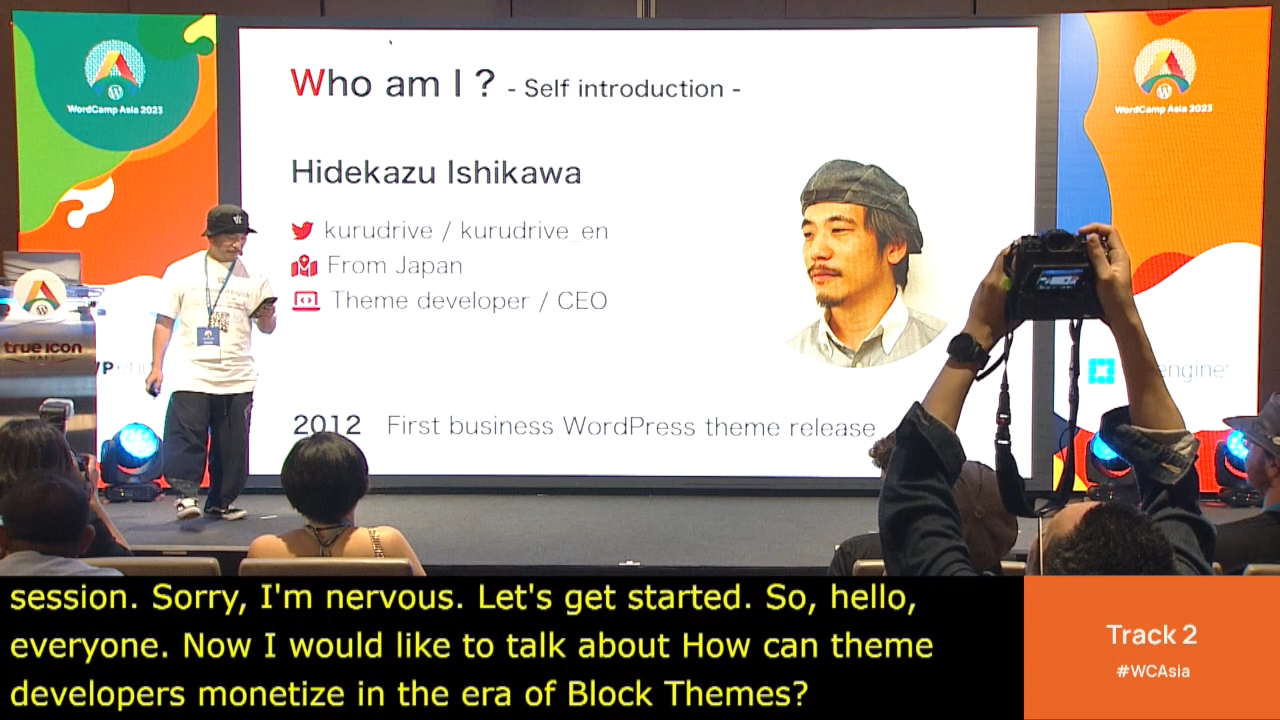 WordCamp Asia 2023
Who am I ? - Self introduction -
WordCamp Asia 2023
Hidekazu Ishikawa
kurudrive / kurudrive_en
From Japan
Theme developer / CEO
true icon
HALL
engine
2012 First business WordPress theme release
session. Sorry, I'm nervous. Let's get started. So, hello,
everyone. Now I would like to talk about How can theme
developers monetize in the era of Block Themes?
Track 2
#WCAsia